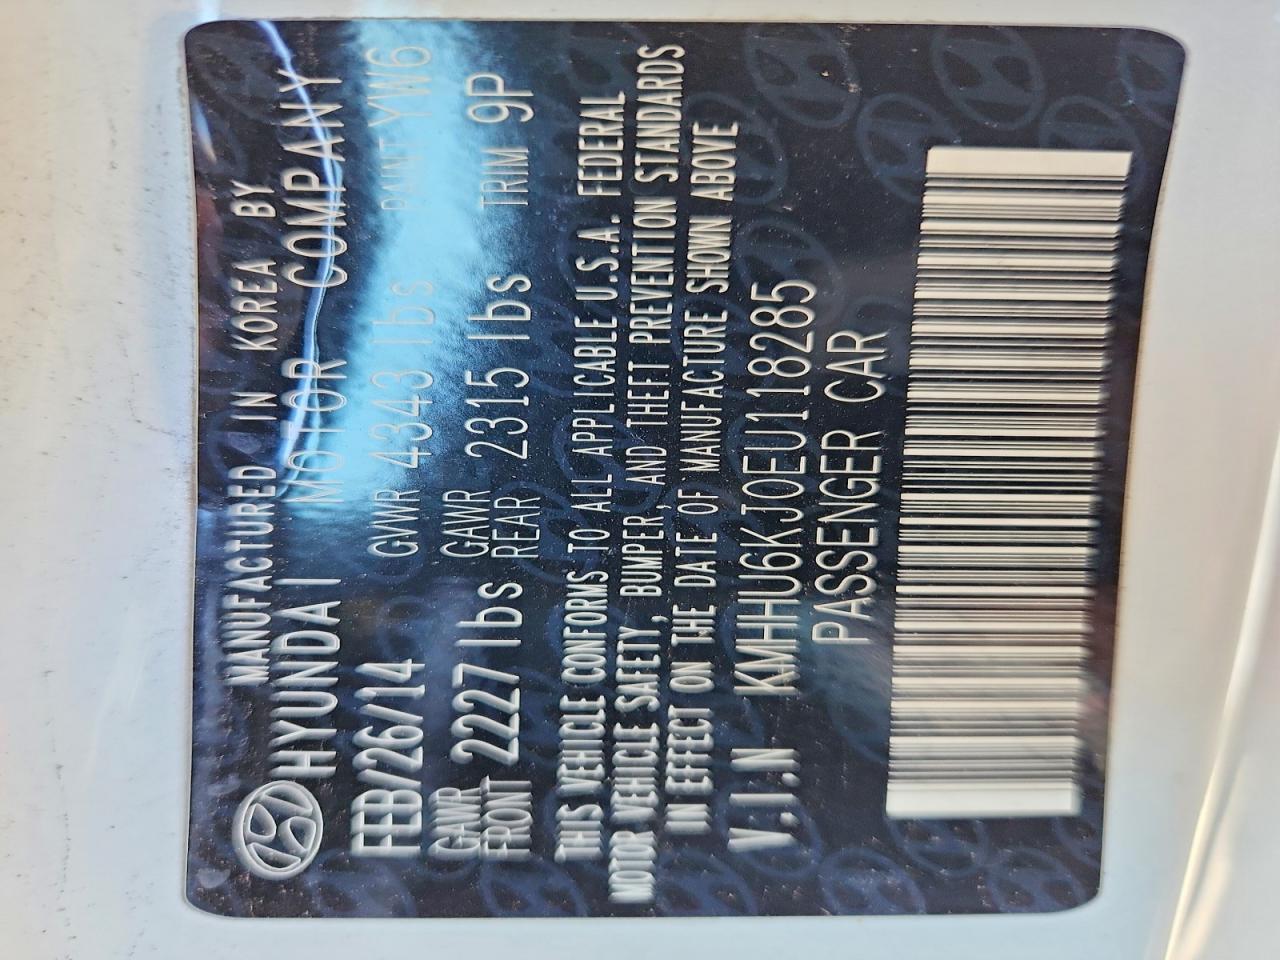 MANUFACTURED IN KOREA BY
HYUNDAI MOTOR COMPANY
FEB/26/14 GVWR 4343 lbs PAINT YW6
GAWR FRONT 2227 lbs GAWR REAR 2315 lbs TRIM 9P
THIS VEHICLE CONFORMS TO ALL APPLICABLE U.S.A. FEDERAL
MOTOR VEHICLE SAFETY, BUMPER, AND THEFT PREVENTION STANDARDS
IN EFFECT ON THE DATE OF MANUFACTURE SHOWN ABOVE
V.I.N KMHHU6KJ0EU118285
PASSENGER CAR